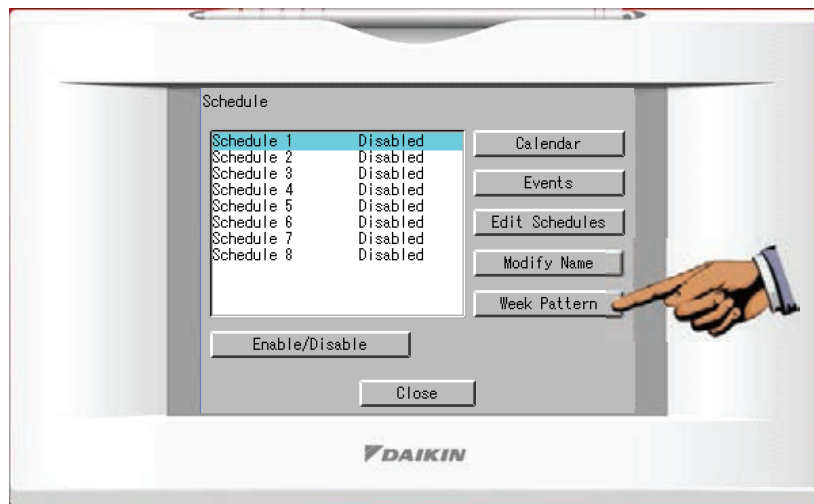 Schedule
Schedule 1 Disabled
Schedule 2 Disabled
Schedule 3 Disabled
Schedule 4 Disabled
Schedule 5 Disabled
Schedule 6 Disabled
Schedule 7 Disabled
Schedule 8 Disabled
Calendar
Events
Edit Schedules
Modify Name
Week Pattern
Enable/Disable
Close
DAIKIN